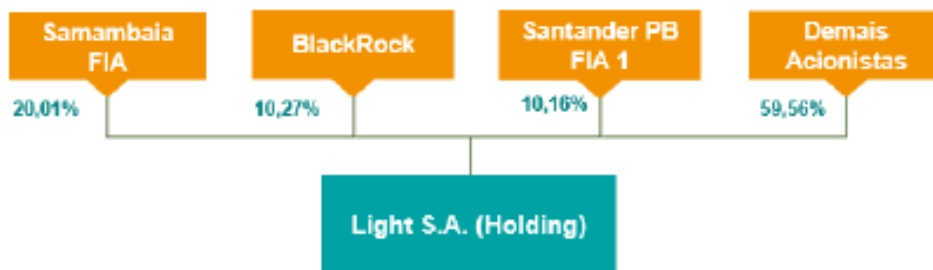 Samambaia
FIA
BlackRock
Santander PB
FIA 1
Demais
Acionistas
20,01%
10,27%
10,16%
59,56%
Light S.A. (Holding)